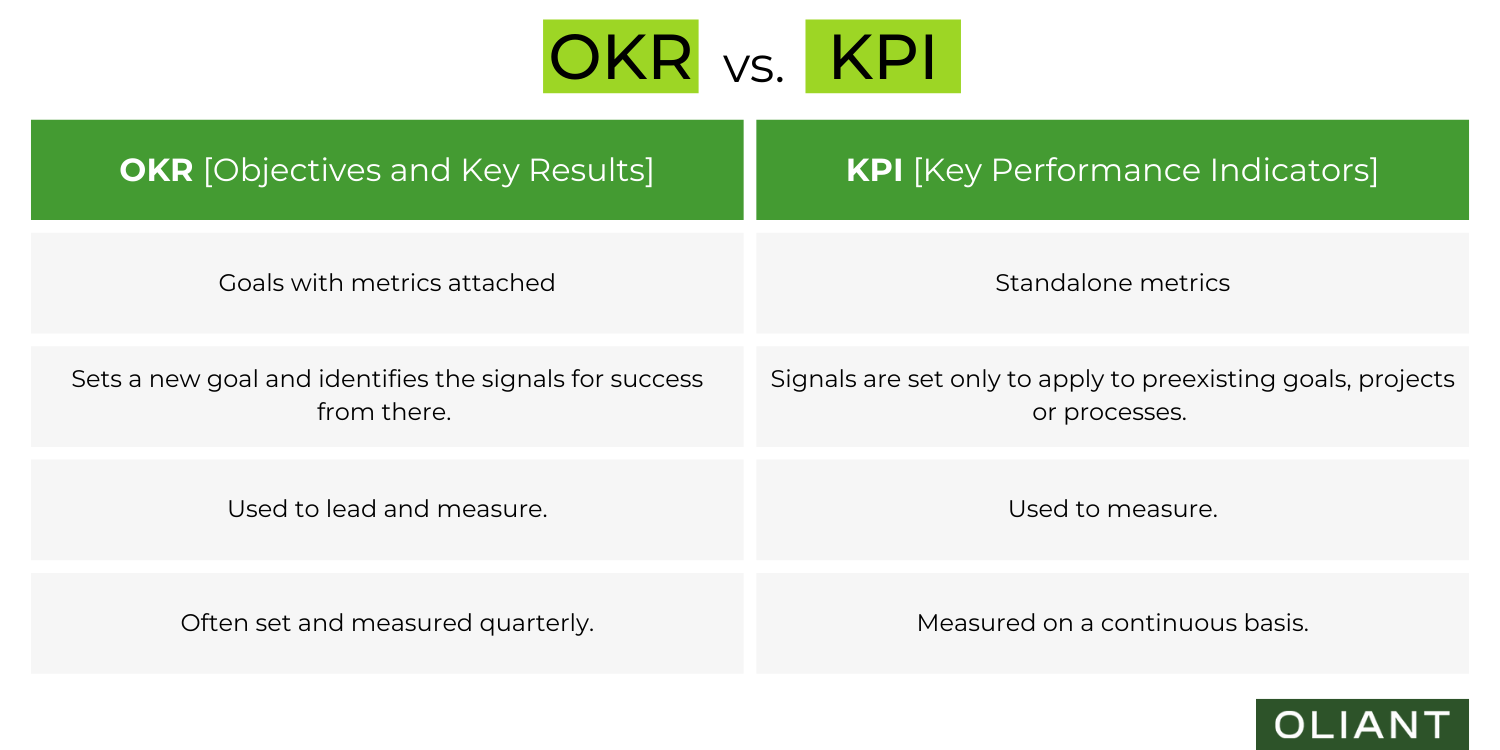 OKR vs. KPI
OKR [Objectives and Key Results]
KPI [Key Performance Indicators]
Goals with metrics attached
Standalone metrics
Sets a new goal and identifies the signals for success
from there.
Signals are set only to apply to preexisting goals, projects
or processes.
Used to lead and measure.
Used to measure.
Often set and measured quarterly.
Measured on a continuous basis.
OLIANT